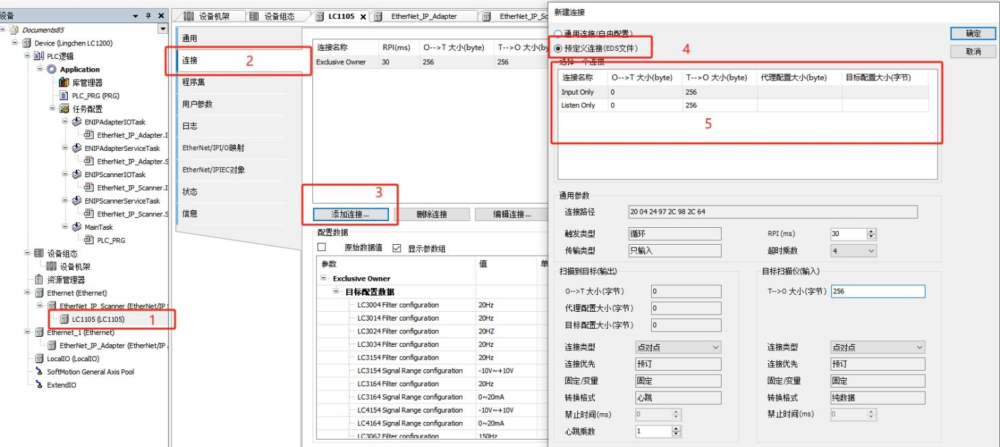 设备
Documents85
Device (Lingchen LC1200)
PLC逻辑
Application
库管理器
PLC_PRG (PRG)
任务配置
ENIPAdapterIOTask
EtherNet_IP_Adapter.I
ENIPAdapterServiceTask
EtherNet_IP_Adapter.S
ENIPScannerIOTask
EtherNet_IP_Scanner.I
ENIPScannerServiceTask
EtherNet_IP_Scanner.S
MainTask
PLC_PRG
设备组态
设备机架
资源管理器
Ethernet (Ethernet)
EtherNet_IP_Scanner (EtherNet/IP S
LC1105 (LC1105)
1
Ethernet_1 (Ethernet)
EtherNet_IP_Adapter (EtherNet/IP A
LocalIO (LocalIO)
SoftMotion General Axis Pool
ExtendIO
设备机架
设备组态
LC1105
EtherNet_IP_Adapter
EtherNet_IP_Sc
通用
连接
2
程序集
用户参数
日志
EtherNet/IPI/O映射
EtherNet/IPIEC对象
状态
信息
连接名称 RPI(ms) O-->T 大小(byte) T-->O 大小(by
Exclusive Owner 30 256 256
3
添加连接... 删除连接 编辑连接...
配置数据
原始数据值 显示参数组
参数 值 单
Exclusive Owner
目标配置数据
LC3004 Filter configuration 20Hz
LC3014 Filter configuration 20Hz
LC3024 Filter configuration 20HZ
LC3034 Filter configuration 20Hz
LC3154 Filter configuration 20Hz
LC3154 Signal Range configuration -10V~+10V
LC3164 Filter configuration 20Hz
LC3164 Signal Range configuration 0~20mA
LC4154 Signal Range configuration -10V~+10V
LC4164 Signal Range configuration 0~20mA
LC3062 Filter configuration 150Hz
新建连接
通用连接(自由配置)
预定义连接(EDS文件)
4
确定
取消
选择一个连接
连接名称 O-->T 大小(byte) T-->O 大小(byte) 代理配置大小(byte) 目标配置大小(字节)
Input Only 0 256
Listen Only 0 256
5
通用参数
连接路径 20 04 24 97 2C 98 2C 64
触发类型 循环 RPI (ms) 30
传输类型 只输入 超时乘数 4
扫描到目标(输出)
O-->T 大小(字节) 0
代理配置大小(字节) 0
目标配置大小(字节) 0
连接类型 点对点
连接优先 预订
固定/变量 固定
转换格式 心跳
禁止时间(ms) 0
心跳乘数 1
目标扫描仪(输入)
T-->O 大小(字节) 256
连接类型 点对点
连接优先 预订
固定/变量 固定
转换格式 纯数据
禁止时间(ms) 0